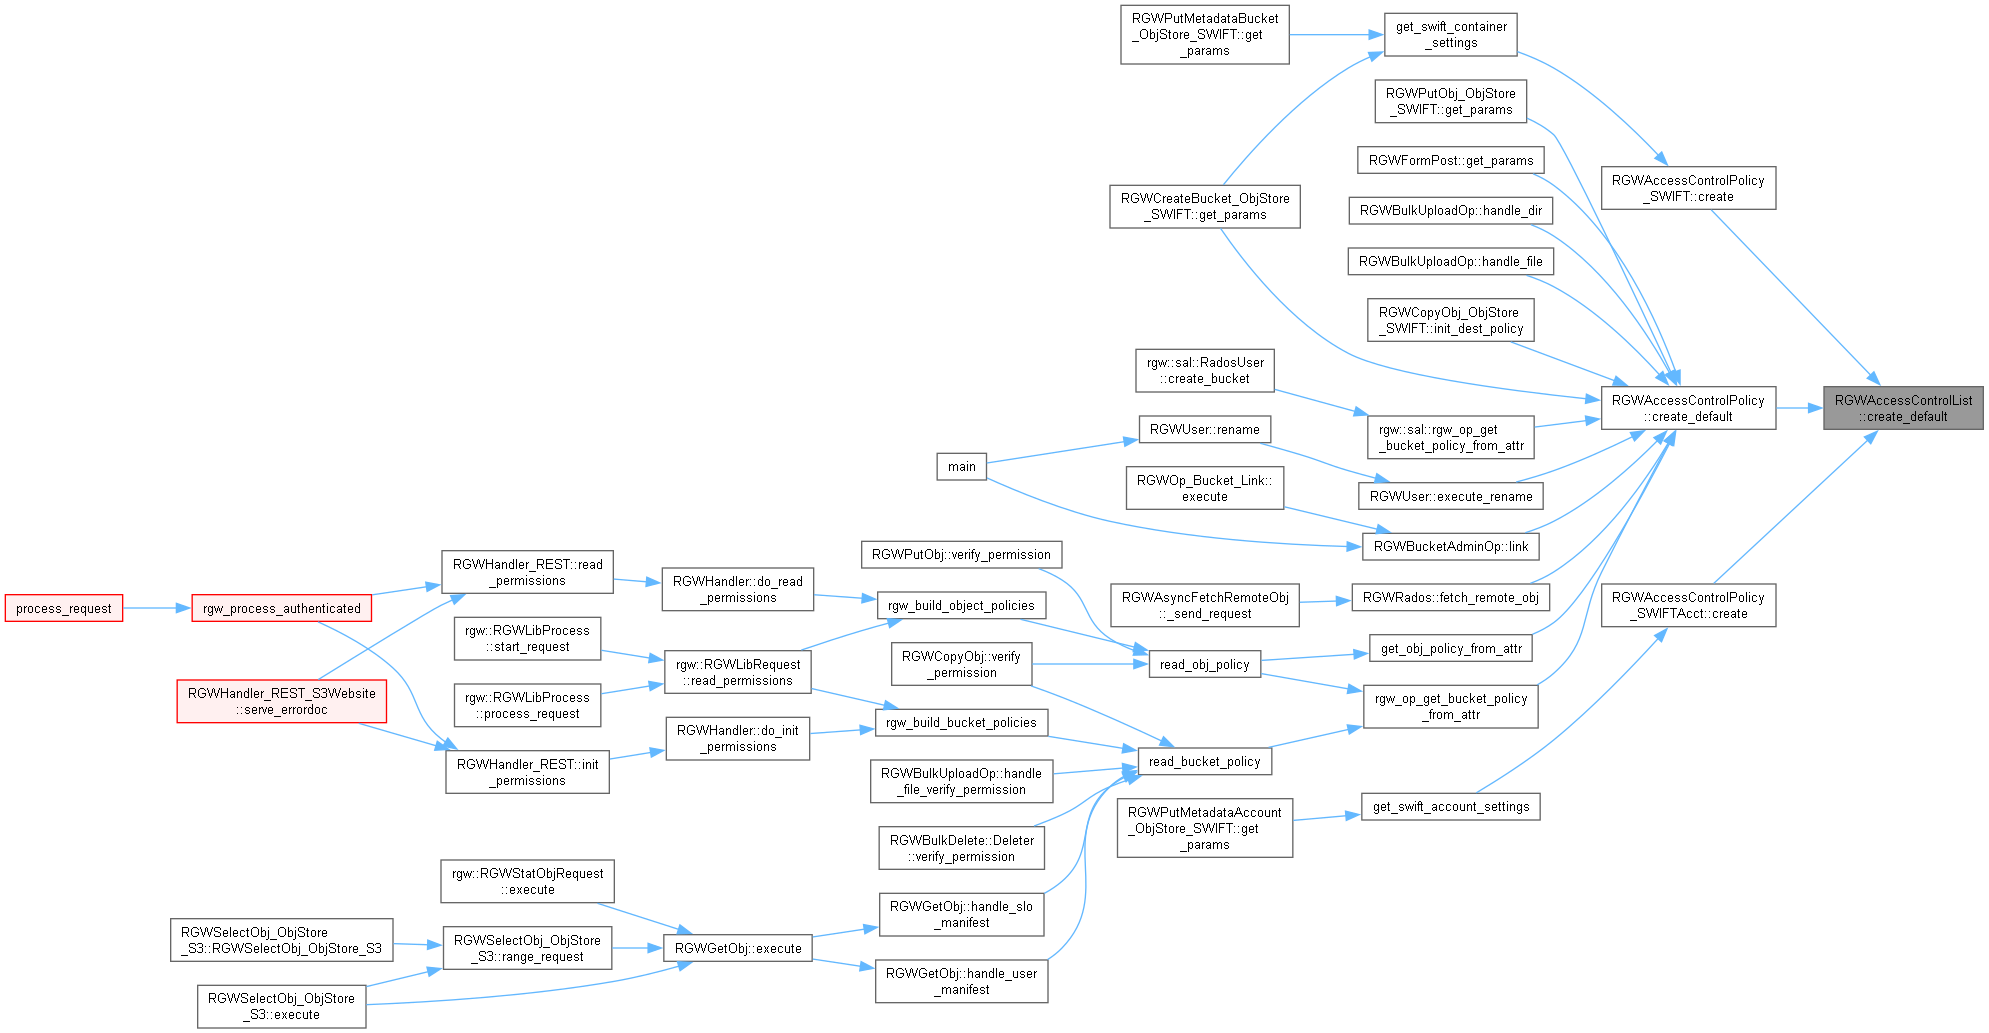 RGWPutMetadataBucket
_ObjStore_SWIFT::get
_params
get_swift_container
_settings
RGWPutObj_ObjStore
_SWIFT::get_params
RGWFormPost::get_params
RGWAccessControlPolicy
_SWIFT::create
RGWCreateBucket_ObjStore
_SWIFT::get_params
RGWBulkUploadOp::handle_dir
RGWBulkUploadOp::handle_file
RGWCopyObj_ObjStore
_SWIFT::init_dest_policy
rgw::sal::RadosUser
::create_bucket
RGWAccessControlPolicy
::create_default
RGWAccessControlList
::create_default
RGWUser::rename
rgw::sal::rgw_op_get
_bucket_policy_from_attr
main
RGWOp_Bucket_Link::
execute
RGWUser::execute_rename
RGWBucketAdminOp::link
RGWPutObj::verify_permission
RGWHandler_REST::read
_permissions
RGWHandler::do_read
_permissions
process_request
rgw_process_authenticated
rgw_build_object_policies
RGWAsyncFetchRemoteObj
::_send_request
RGWRados::fetch_remote_obj
RGWAccessControlPolicy
_SWIFTAcct::create
rgw::RGWLibProcess
::start_request
rgw::RGWLibRequest
::read_permissions
RGWCopyObj::verify
_permission
read_obj_policy
get_obj_policy_from_attr
RGWHandler_REST_S3Website
::serve_errordoc
rgw::RGWLibProcess
::process_request
rgw_op_get_bucket_policy
_from_attr
RGWHandler::do_init
_permissions
rgw_build_bucket_policies
RGWHandler_REST::init
_permissions
read_bucket_policy
RGWBulkUploadOp::handle
_file_verify_permission
RGWPutMetadataAccount
_ObjStore_SWIFT::get
_params
get_swift_account_settings
RGWBulkDelete::Deleter
::verify_permission
rgw::RGWStatObjRequest
::execute
RGWGetObj::handle_slo
_manifest
RGWSelectObj_ObjStore
_S3::RGWSelectObj_ObjStore_S3
RGWSelectObj_ObjStore
_S3::range_request
RGWGetObj::execute
RGWGetObj::handle_user
_manifest
RGWSelectObj_ObjStore
_S3::execute